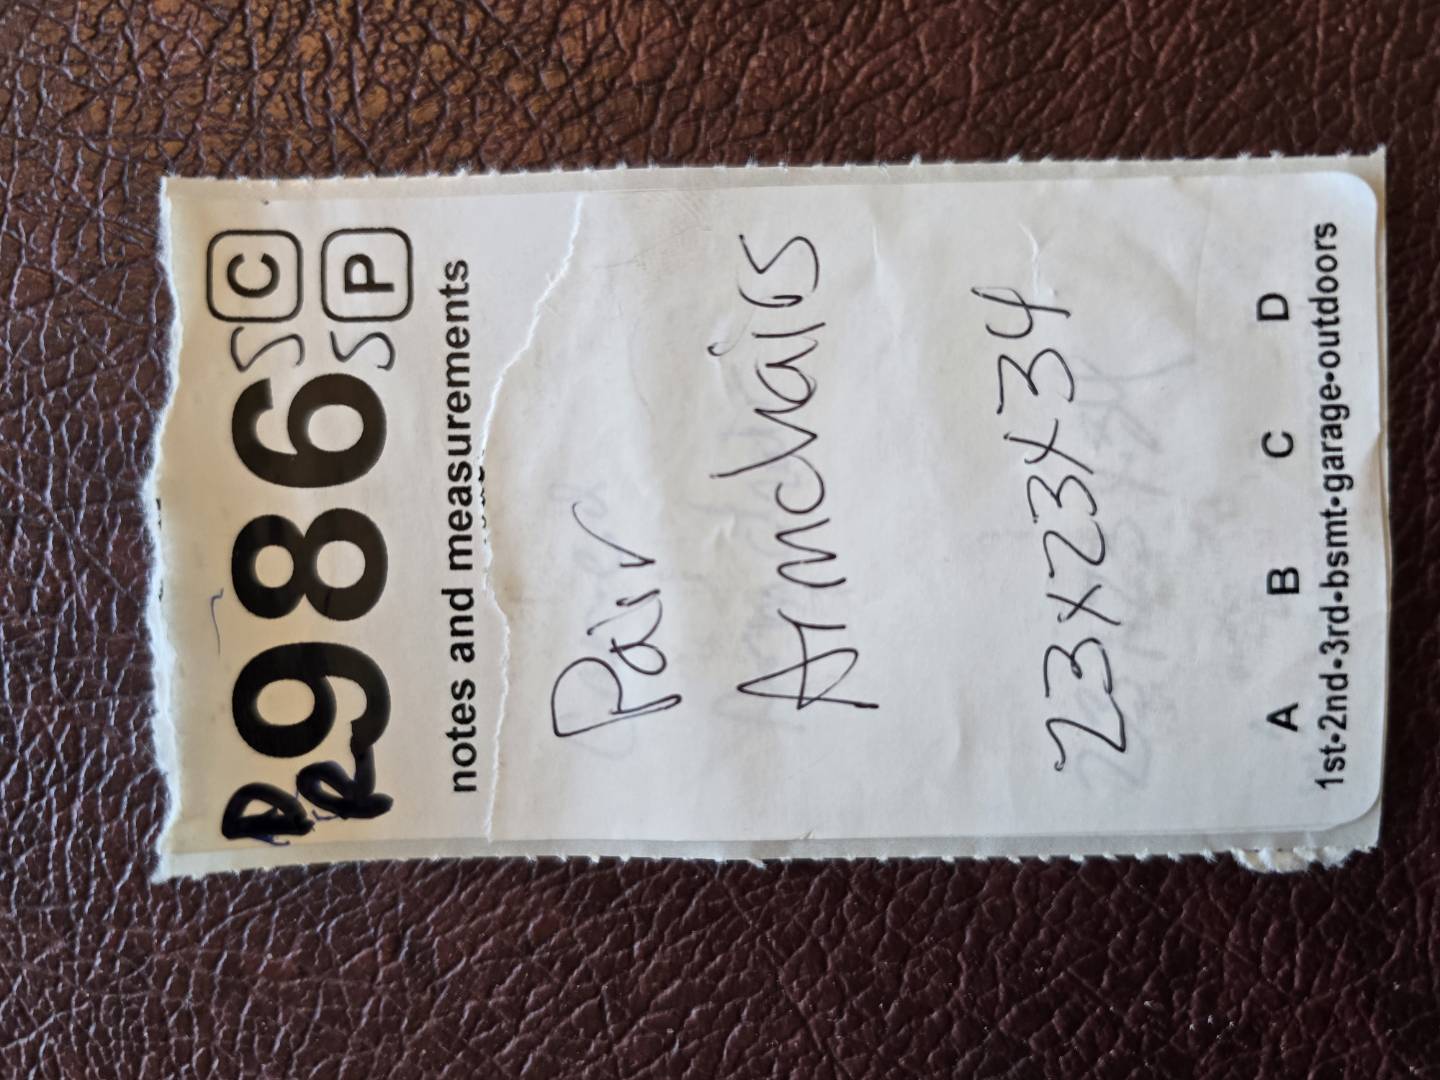 D 986 S C
R S P
notes and measurements
Pair
Armchairs
23x23x34
A B C D
1st•2nd•3rd•bsmt•garage•outdoors